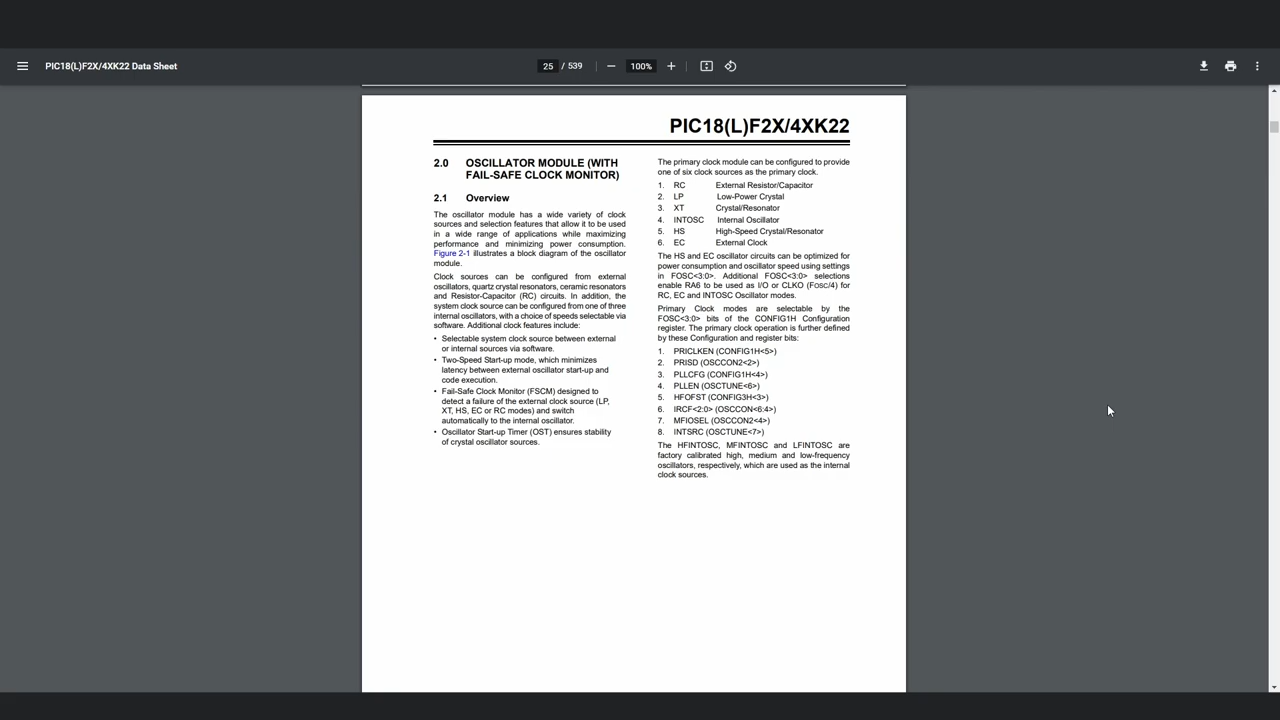 PIC18(L)F2X/4XK22 Data Sheet
25 / 539
100%
PIC18(L)F2X/4XK22
2.0 OSCILLATOR MODULE (WITH
FAIL-SAFE CLOCK MONITOR)
2.1 Overview
The oscillator module has a wide variety of clock
sources and selection features that allow it to be used
in a wide range of applications while maximizing
performance and minimizing power consumption.
Figure 2-1 illustrates a block diagram of the oscillator
module.
Clock sources can be configured from external
oscillators, quartz crystal resonators, ceramic resonators
and Resistor-Capacitor (RC) circuits. In addition, the
system clock source can be configured from one of three
internal oscillators, with a choice of speeds selectable via
software. Additional clock features include:
• Selectable system clock source between external
or internal sources via software.
• Two-Speed Start-up mode, which minimizes
latency between external oscillator start-up and
code execution.
• Fail-Safe Clock Monitor (FSCM) designed to
detect a failure of the external clock source (LP,
XT, HS, EC or RC modes) and switch
automatically to the internal oscillator.
• Oscillator Start-up Timer (OST) ensures stability
of crystal oscillator sources.
The primary clock module can be configured to provide
one of six clock sources as the primary clock.
1. RC External Resistor/Capacitor
2. LP Low-Power Crystal
3. XT Crystal/Resonator
4. INTOSC Internal Oscillator
5. HS High-Speed Crystal/Resonator
6. EC External Clock
The HS and EC oscillator circuits can be optimized for
power consumption and oscillator speed using settings
in FOSC<3:0>. Additional FOSC<3:0> selections
enable RA6 to be used as I/O or CLKO (FOSC/4) for
RC, EC and INTOSC Oscillator modes.
Primary Clock modes are selectable by the
FOSC<3:0> bits of the CONFIG1H Configuration
register. The primary clock operation is further defined
by these Configuration and register bits:
1. PRICLKEN (CONFIG1H<5>)
2. PRISD (OSCCON2<2>)
3. PLLCFG (CONFIG1H<4>)
4. PLLEN (OSCTUNE<6>)
5. HFOFST (CONFIG3H<3>)
6. IRCF<2:0> (OSCCON<6:4>)
7. MFIOSEL (OSCCON2<4>)
8. INTSRC (OSCTUNE<7>)
The HFINTOSC, MFINTOSC and LFINTOSC are
factory calibrated high, medium and low-frequency
oscillators, respectively, which are used as the internal
clock sources.